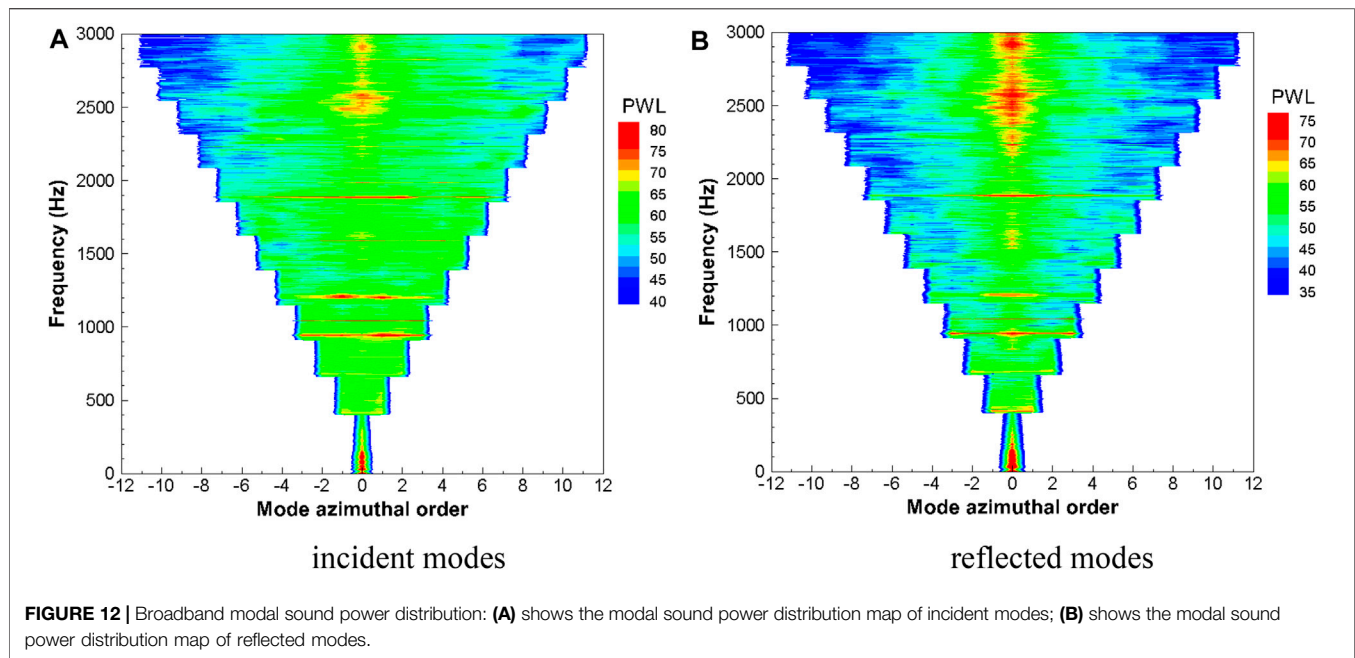 A
3000
2500
2000
1500
1000
500
0
Frequency (Hz)
-12 -10 -8 -6 -4 -2 0 2 4 6 8 10 12
Mode azimuthal order
PWL
80
75
70
65
60
55
50
45
40
incident modes
B
3000
2500
2000
1500
1000
500
0
Frequency (Hz)
-12 -10 -8 -6 -4 -2 0 2 4 6 8 10 12
Mode azimuthal order
PWL
75
70
65
60
55
50
45
40
35
reflected modes
FIGURE 12 | Broadband modal sound power distribution: (A) shows the modal sound power distribution map of incident modes; (B) shows the modal sound
power distribution map of reflected modes.